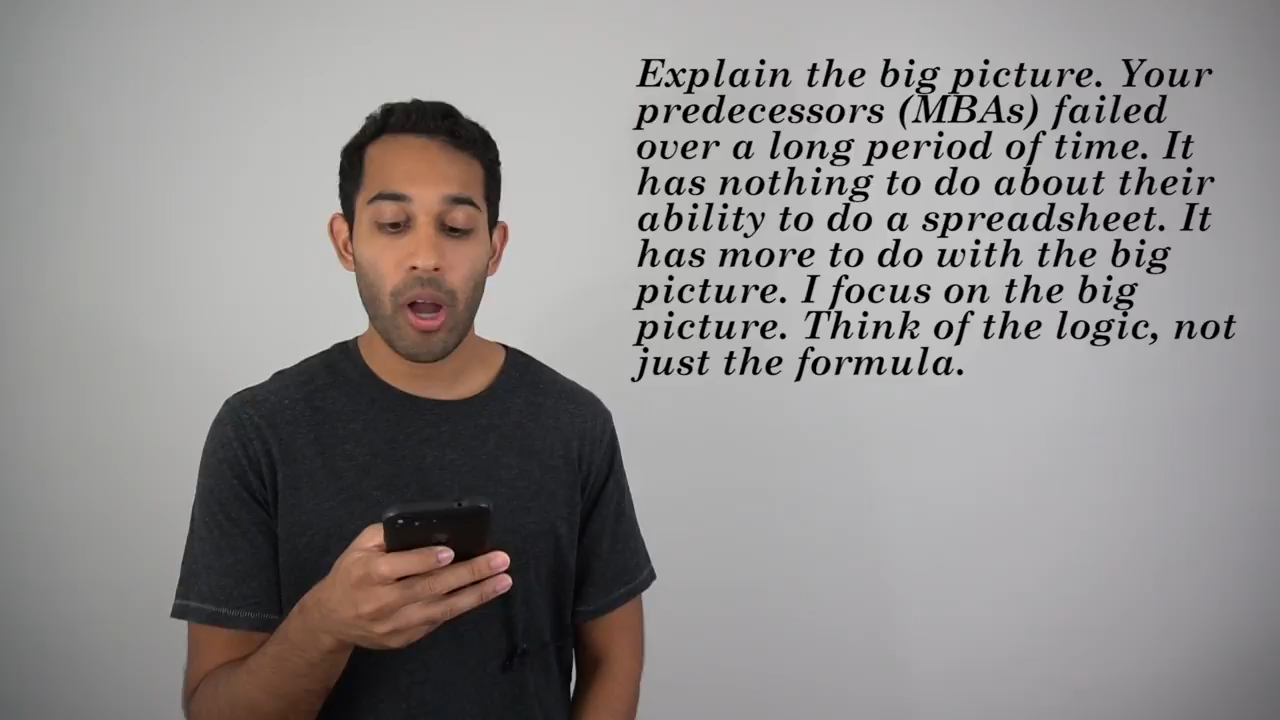 Explain the big picture. Your
predecessors (MBAs) failed
over a long period of time. It
has nothing to do about their
ability to do a spreadsheet. It
has more to do with the big
picture. I focus on the big
picture. Think of the logic, not
just the formula.